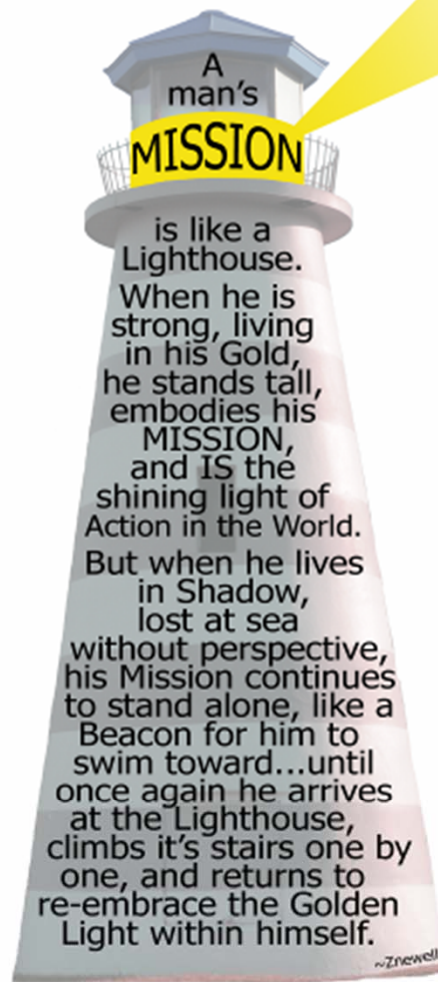 A
man's
MISSION
is like a
Lighthouse.
When he is
strong, living
in his Gold,
he stands tall,
embodies his
MISSION,
and IS the
shining light of
Action in the World.
But when he lives
in Shadow,
lost at sea
without perspective,
his Mission continues
to stand alone, like a
Beacon for him to
swim toward...until
once again he arrives
at the Lighthouse,
climbs it's stairs one by
one, and returns to
re-embrace the Golden
Light within himself.
~Znewell